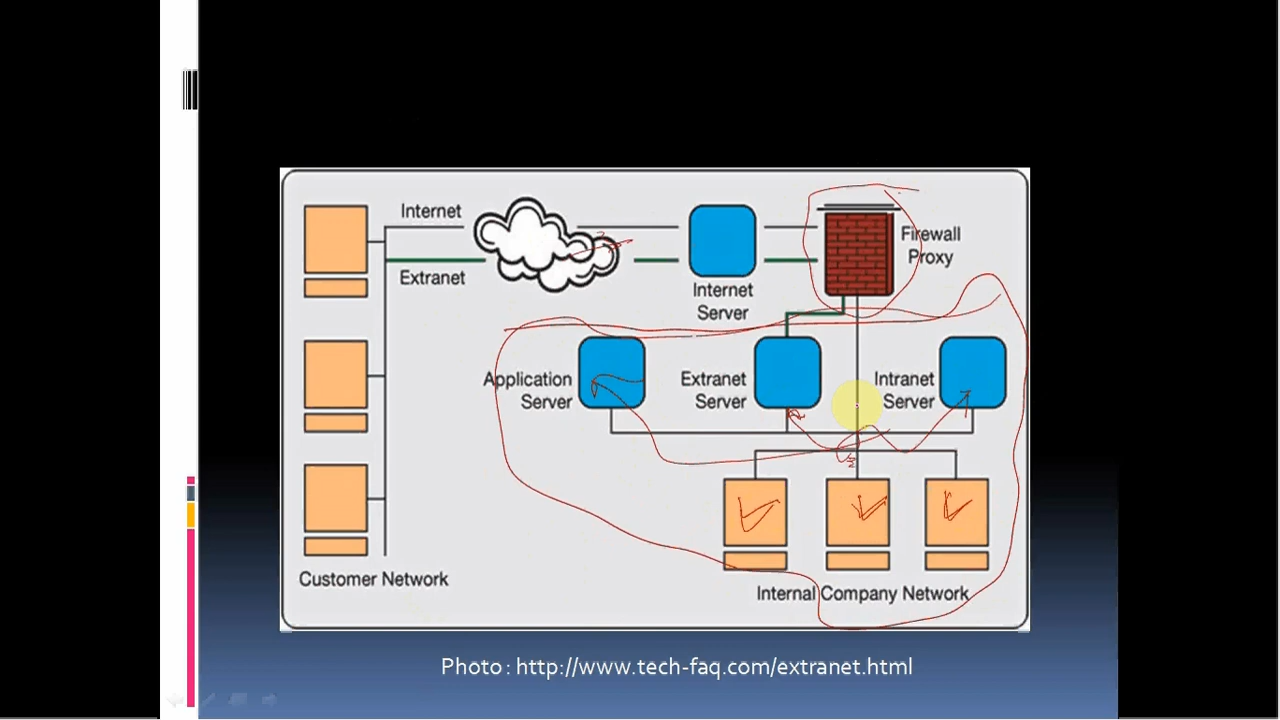 Internet
Extranet
Firewall
Proxy
Internet
Server
Application
Server
Extranet
Server
Intranet
Server
Customer Network
Internal Company Network
Photo : http://www.tech-faq.com/extranet.html